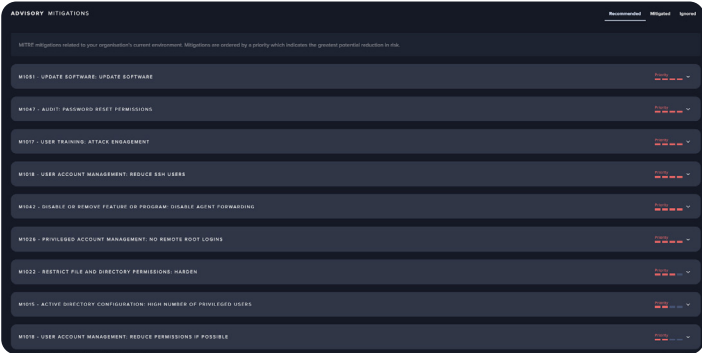 ADVISORY MITIGATIONS
Recommended Mitigated Ignored
MITRE mitigations related to your organisation's current environment. Mitigations are ordered by a priority which indicates the greatest potential reduction in risk.
M1051 - UPDATE SOFTWARE: UPDATE SOFTWARE
Priority
M1047 - AUDIT: PASSWORD RESET PERMISSIONS
Priority
M1017 - USER TRAINING: ATTACK ENGAGEMENT
Priority
M1018 - USER ACCOUNT MANAGEMENT: REDUCE SSH USERS
Priority
M1042 - DISABLE OR REMOVE FEATURE OR PROGRAM: DISABLE AGENT FORWARDING
Priority
M1026 - PRIVILEGED ACCOUNT MANAGEMENT: NO REMOTE ROOT LOGINS
Priority
M1022 - RESTRICT FILE AND DIRECTORY PERMISSIONS: HARDEN
Priority
M1015 - ACTIVE DIRECTORY CONFIGURATION: HIGH NUMBER OF PRIVILEGED USERS
Priority
M1018 - USER ACCOUNT MANAGEMENT: REDUCE PERMISSIONS IF POSSIBLE
Priority